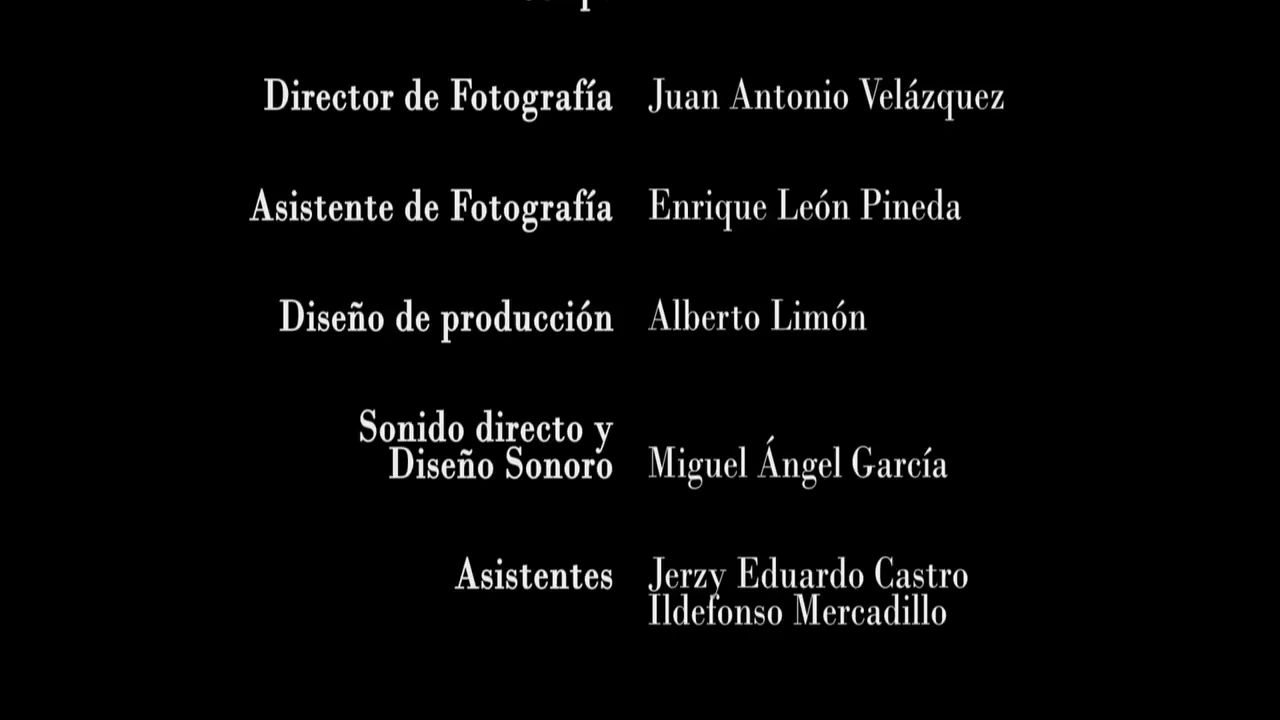 Director de Fotografía Juan Antonio Velázquez
Asistente de Fotografía Enrique León Pineda
Diseño de producción Alberto Limón
Sonido directo y
Diseño Sonoro Miguel Ángel García
Asistentes Jerzy Eduardo Castro
Ildefonso Mercadillo